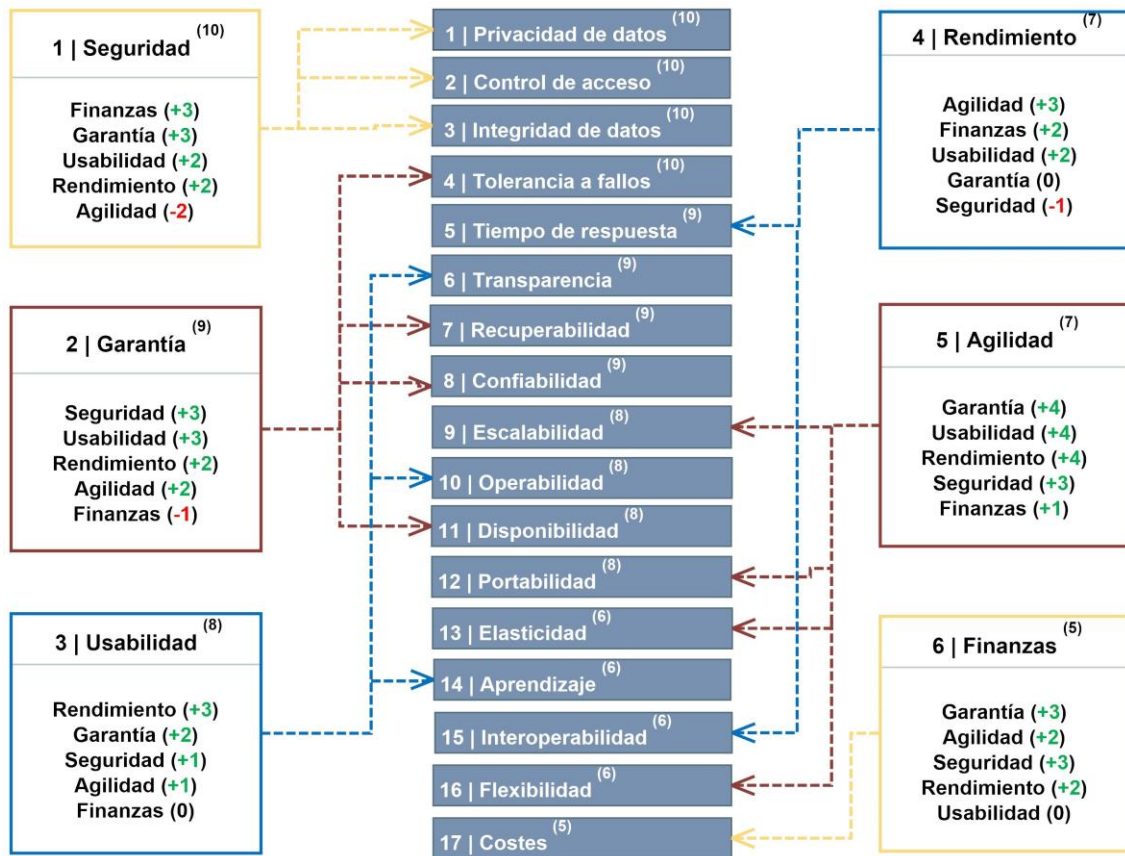 1 | Seguridad (10)
Finanzas (+3)
Garantía (+3)
Usabilidad (+2)
Rendimiento (+2)
Agilidad (-2)
2 | Garantía (9)
Seguridad (+3)
Usabilidad (+3)
Rendimiento (+2)
Agilidad (+2)
Finanzas (-1)
3 | Usabilidad (8)
Rendimiento (+3)
Garantía (+2)
Seguridad (+1)
Agilidad (+1)
Finanzas (0)
1 | Privacidad de datos (10)
2 | Control de acceso (10)
3 | Integridad de datos (10)
4 | Tolerancia a fallos (10)
5 | Tiempo de respuesta (9)
6 | Transparencia (9)
7 | Recuperabilidad (9)
8 | Confiabilidad (9)
9 | Escalabilidad (8)
10 | Operabilidad (8)
11 | Disponibilidad (8)
12 | Portabilidad (8)
13 | Elasticidad (6)
14 | Aprendizaje (6)
15 | Interoperabilidad (6)
16 | Flexibilidad (6)
17 | Costes (5)
4 | Rendimiento (7)
Agilidad (+3)
Finanzas (+2)
Usabilidad (+2)
Garantía (0)
Seguridad (-1)
5 | Agilidad (7)
Garantía (+4)
Usabilidad (+4)
Rendimiento (+4)
Seguridad (+3)
Finanzas (+1)
6 | Finanzas (5)
Garantía (+3)
Agilidad (+2)
Seguridad (+3)
Rendimiento (+2)
Usabilidad (0)